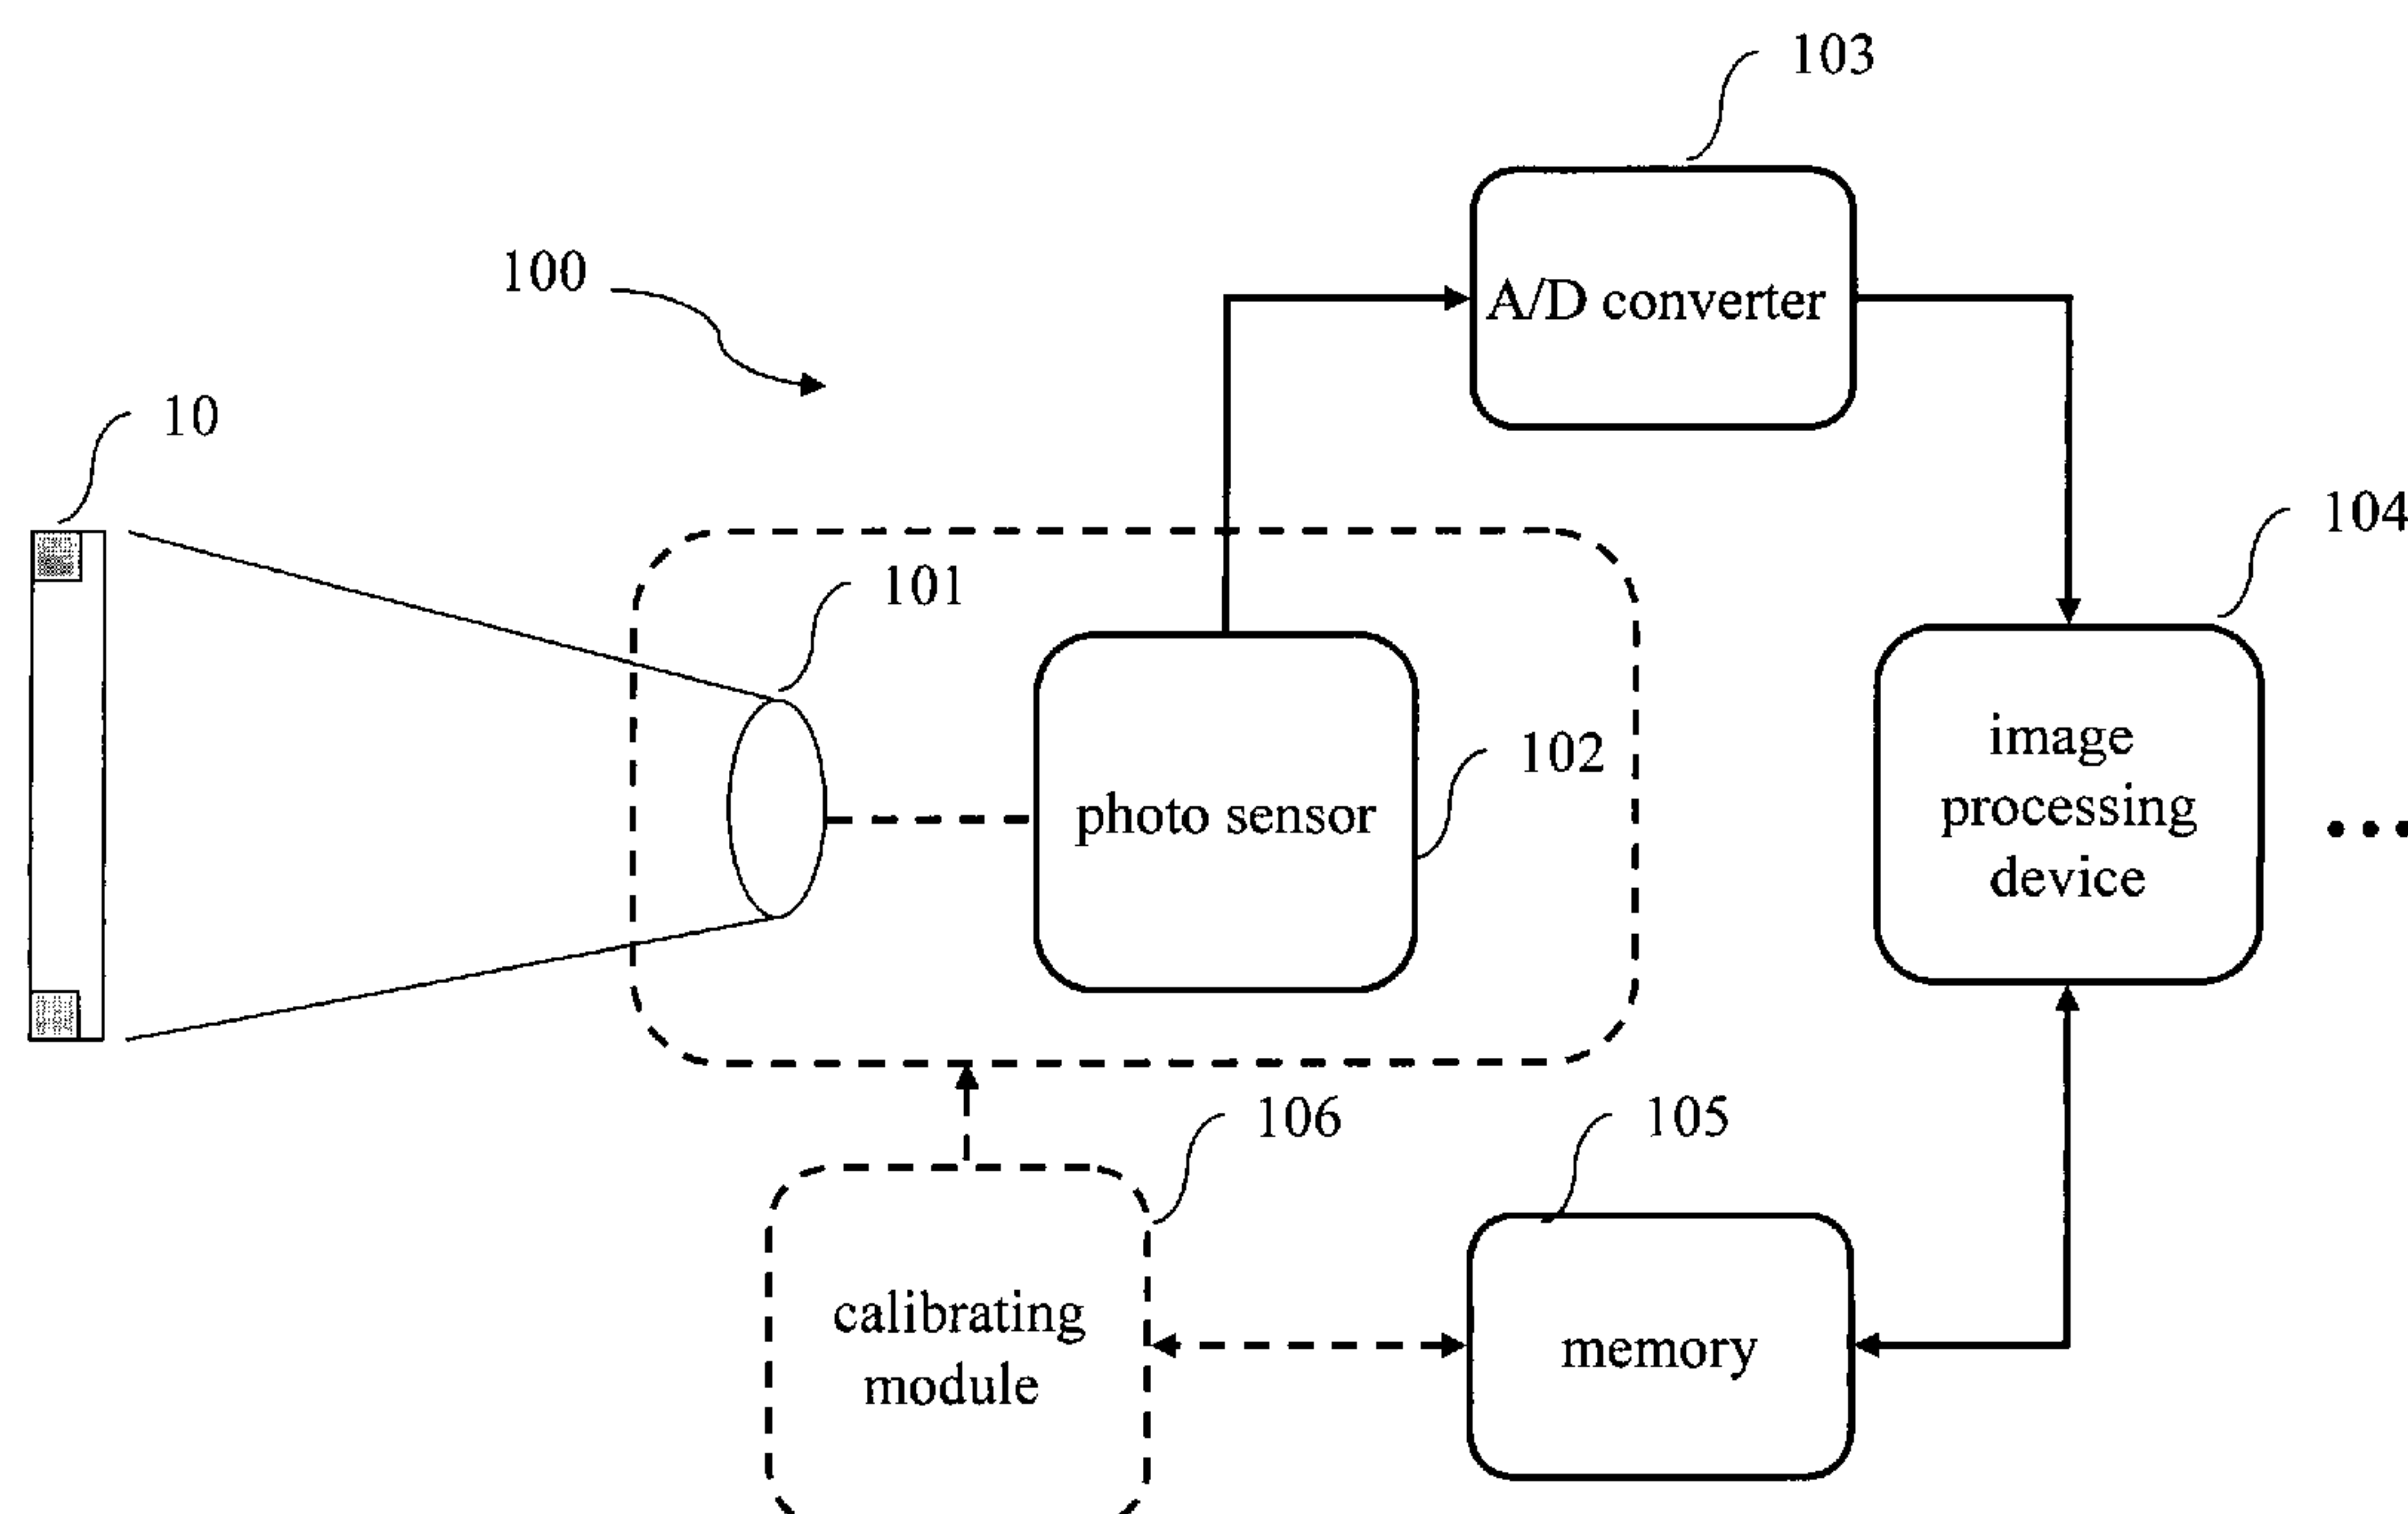 103
100
A/D converter
10
104
101
image
processing
device
102
photo sensor
106
105
calibrating
module
memory